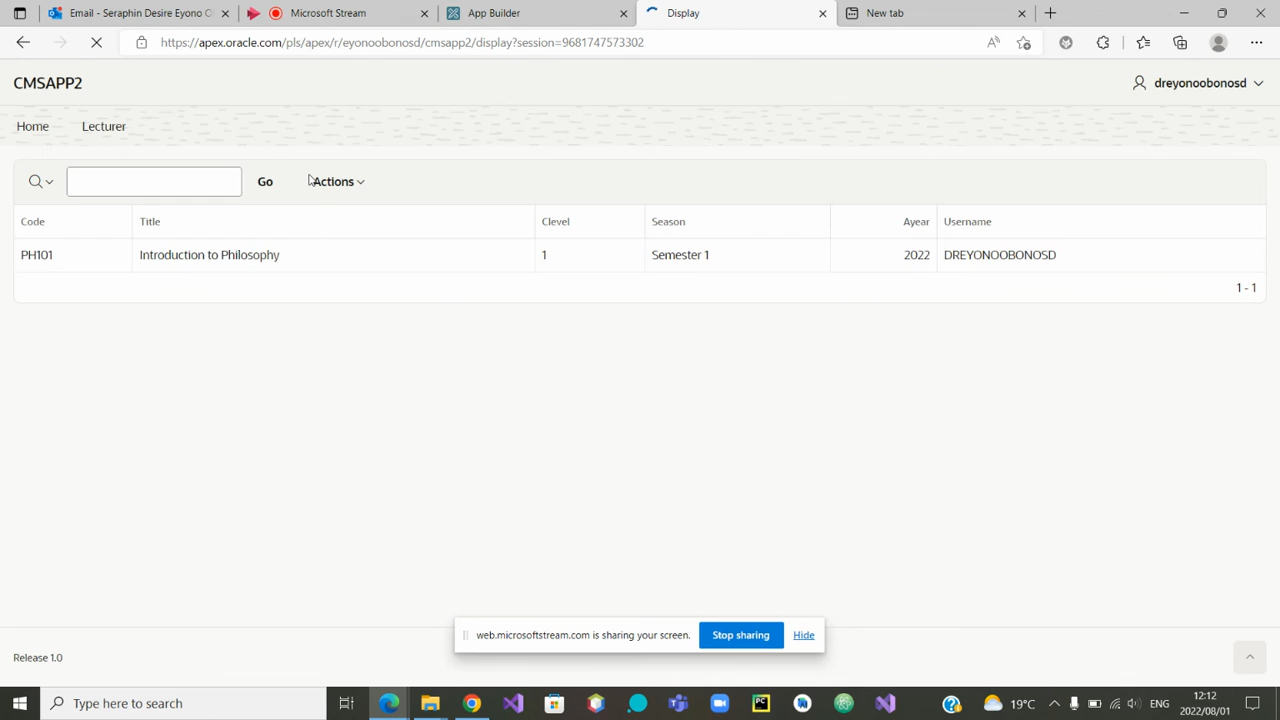 Email - Seraphin Desire Eyono O
Microsoft Stream
App Builder
Display
New tab
https://apex.oracle.com/pls/apex/r/eyonoobonosd/cmsapp2/display?session=9681747573302
CMSAPP2
dreyonoobonosd
Home
Lecturer
Go
Actions
Code Title Clevel Season Ayear Username
PH101 Introduction to Philosophy 1 Semester 1 2022 DREYONOOBONOSD
1 - 1
web.microsoftstream.com is sharing your screen. Stop sharing Hide
Release 1.0
Type here to search
19°C
ENG
12:12
2022/08/01